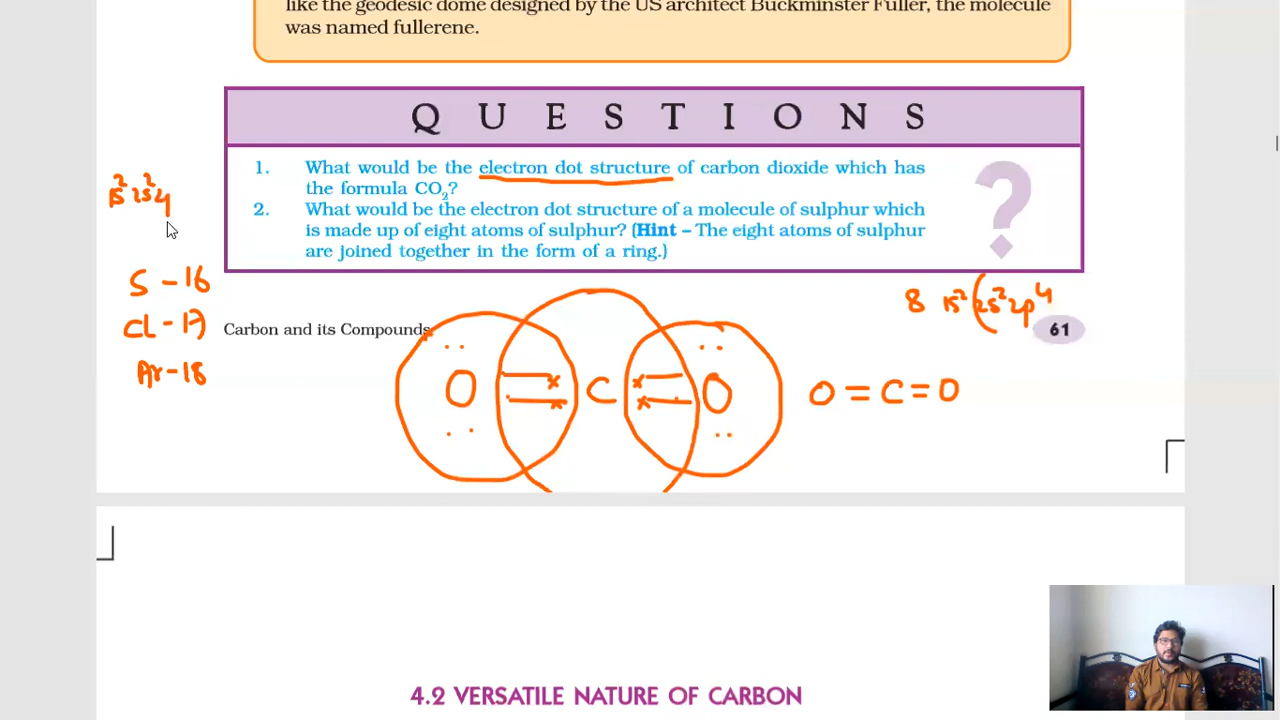 like the geodesic dome designed by the US architect Buckminster Fuller, the molecule
was named fullerene.
QUESTIONS
1. What would be the electron dot structure of carbon dioxide which has
the formula CO₂?
2. What would be the electron dot structure of a molecule of sulphur which
is made up of eight atoms of sulphur? (Hint – The eight atoms of sulphur
are joined together in the form of a ring.)
?
S - 16
Cl - 17
Ar - 18
8 1s² (2s² 2p⁴
Carbon and its Compounds
61
O C O
O = C = O
4.2 VERSATILE NATURE OF CARBON